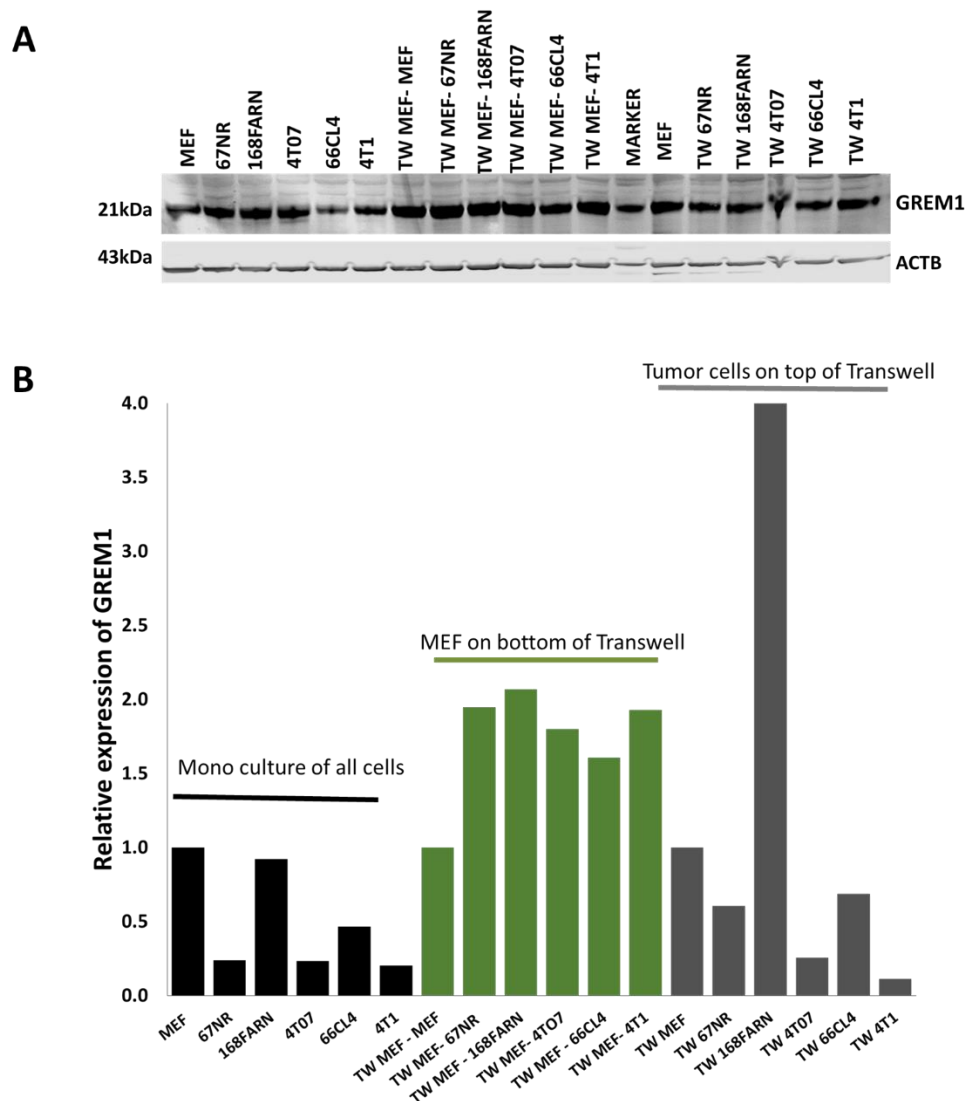 A
MEF
67NR
168FARN
4T07
66CL4
4T1
TW MEF- MEF
TW MEF- 67NR
TW MEF- 168FARN
TW MEF- 4T07
TW MEF- 66CL4
TW MEF- 4T1
MARKER
MEF
TW 67NR
TW 168FARN
TW 4T07
TW 66CL4
TW 4T1
21kDa
GREM1
43kDa
ACTB
B
Tumor cells on top of Transwell
4.0
3.5
3.0
2.5
2.0
1.5
1.0
0.5
0.0
Relative expression of GREM1
MEF on bottom of Transwell
Mono culture of all cells
MEF
67NR
168FARN
4T07
66CL4
4T1
TW MEF - MEF
TW MEF- 67NR
TW MEF - 168FARN
TW MEF- 4TO7
TW MEF - 66CL4
TW MEF- 4T1
TW MEF
TW 67NR
TW 168FARN
TW 4T07
TW 66CL4
TW 4T1